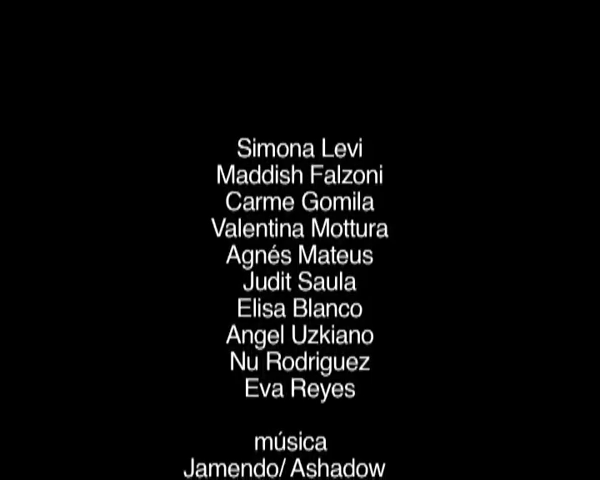 Simona Levi
Maddish Falzoni
Carme Gomila
Valentina Mottura
Agnés Mateus
Judit Saula
Elisa Blanco
Angel Uzkiano
Nu Rodriguez
Eva Reyes
música
Jamendo/ Ashadow